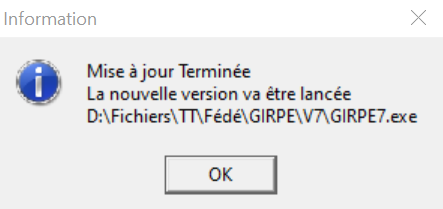 Information
Mise à jour Terminée
La nouvelle version va être lancée
D:\Fichiers\TT\Fédé\GIRPE\V7\GIRPE7.exe
OK